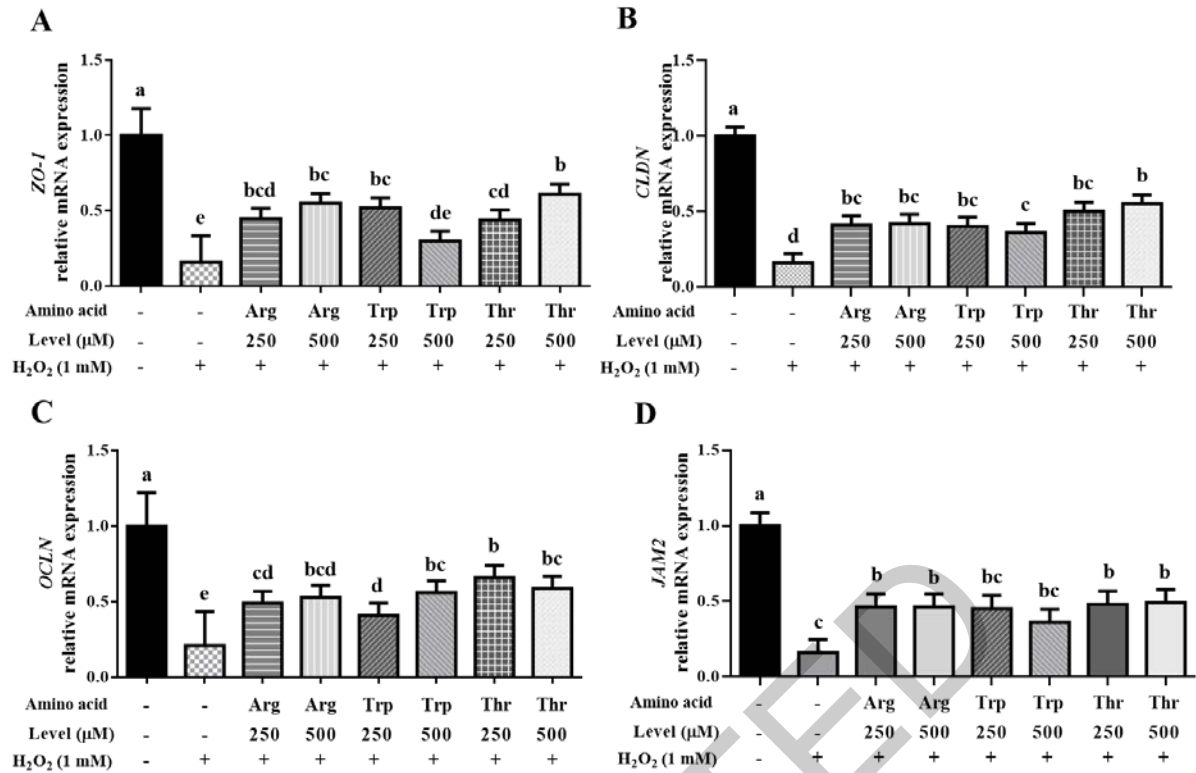 A
ZO-1
relative mRNA expression
1.5
1.0
0.5
0.0
a
e
bcd
bc
bc
de
cd
b
Amino acid - - Arg Arg Trp Trp Thr Thr
Level (µM) - - 250 500 250 500 250 500
H₂O₂ (1 mM) - + + + + + + +
B
CLDN
relative mRNA expression
1.5
1.0
0.5
0.0
a
d
bc
bc
bc
c
bc
b
Amino acid - - Arg Arg Trp Trp Thr Thr
Level (µM) - - 250 500 250 500 250 500
H₂O₂ (1 mM) - + + + + + + +
C
OCLN
relative mRNA expression
1.5
1.0
0.5
0.0
a
e
cd
bcd
d
bc
b
bc
Amino acid - - Arg Arg Trp Trp Thr Thr
Level (µM) - - 250 500 250 500 250 500
H₂O₂ (1 mM) - + + + + + + +
D
JAM2
relative mRNA expression
1.5
1.0
0.5
0.0
a
c
b
b
bc
bc
b
b
Amino acid - - Arg Arg Trp Trp Thr Thr
Level (µM) - - 250 500 250 500 250 500
H₂O₂ (1 mM) - + + + + + + +
TED